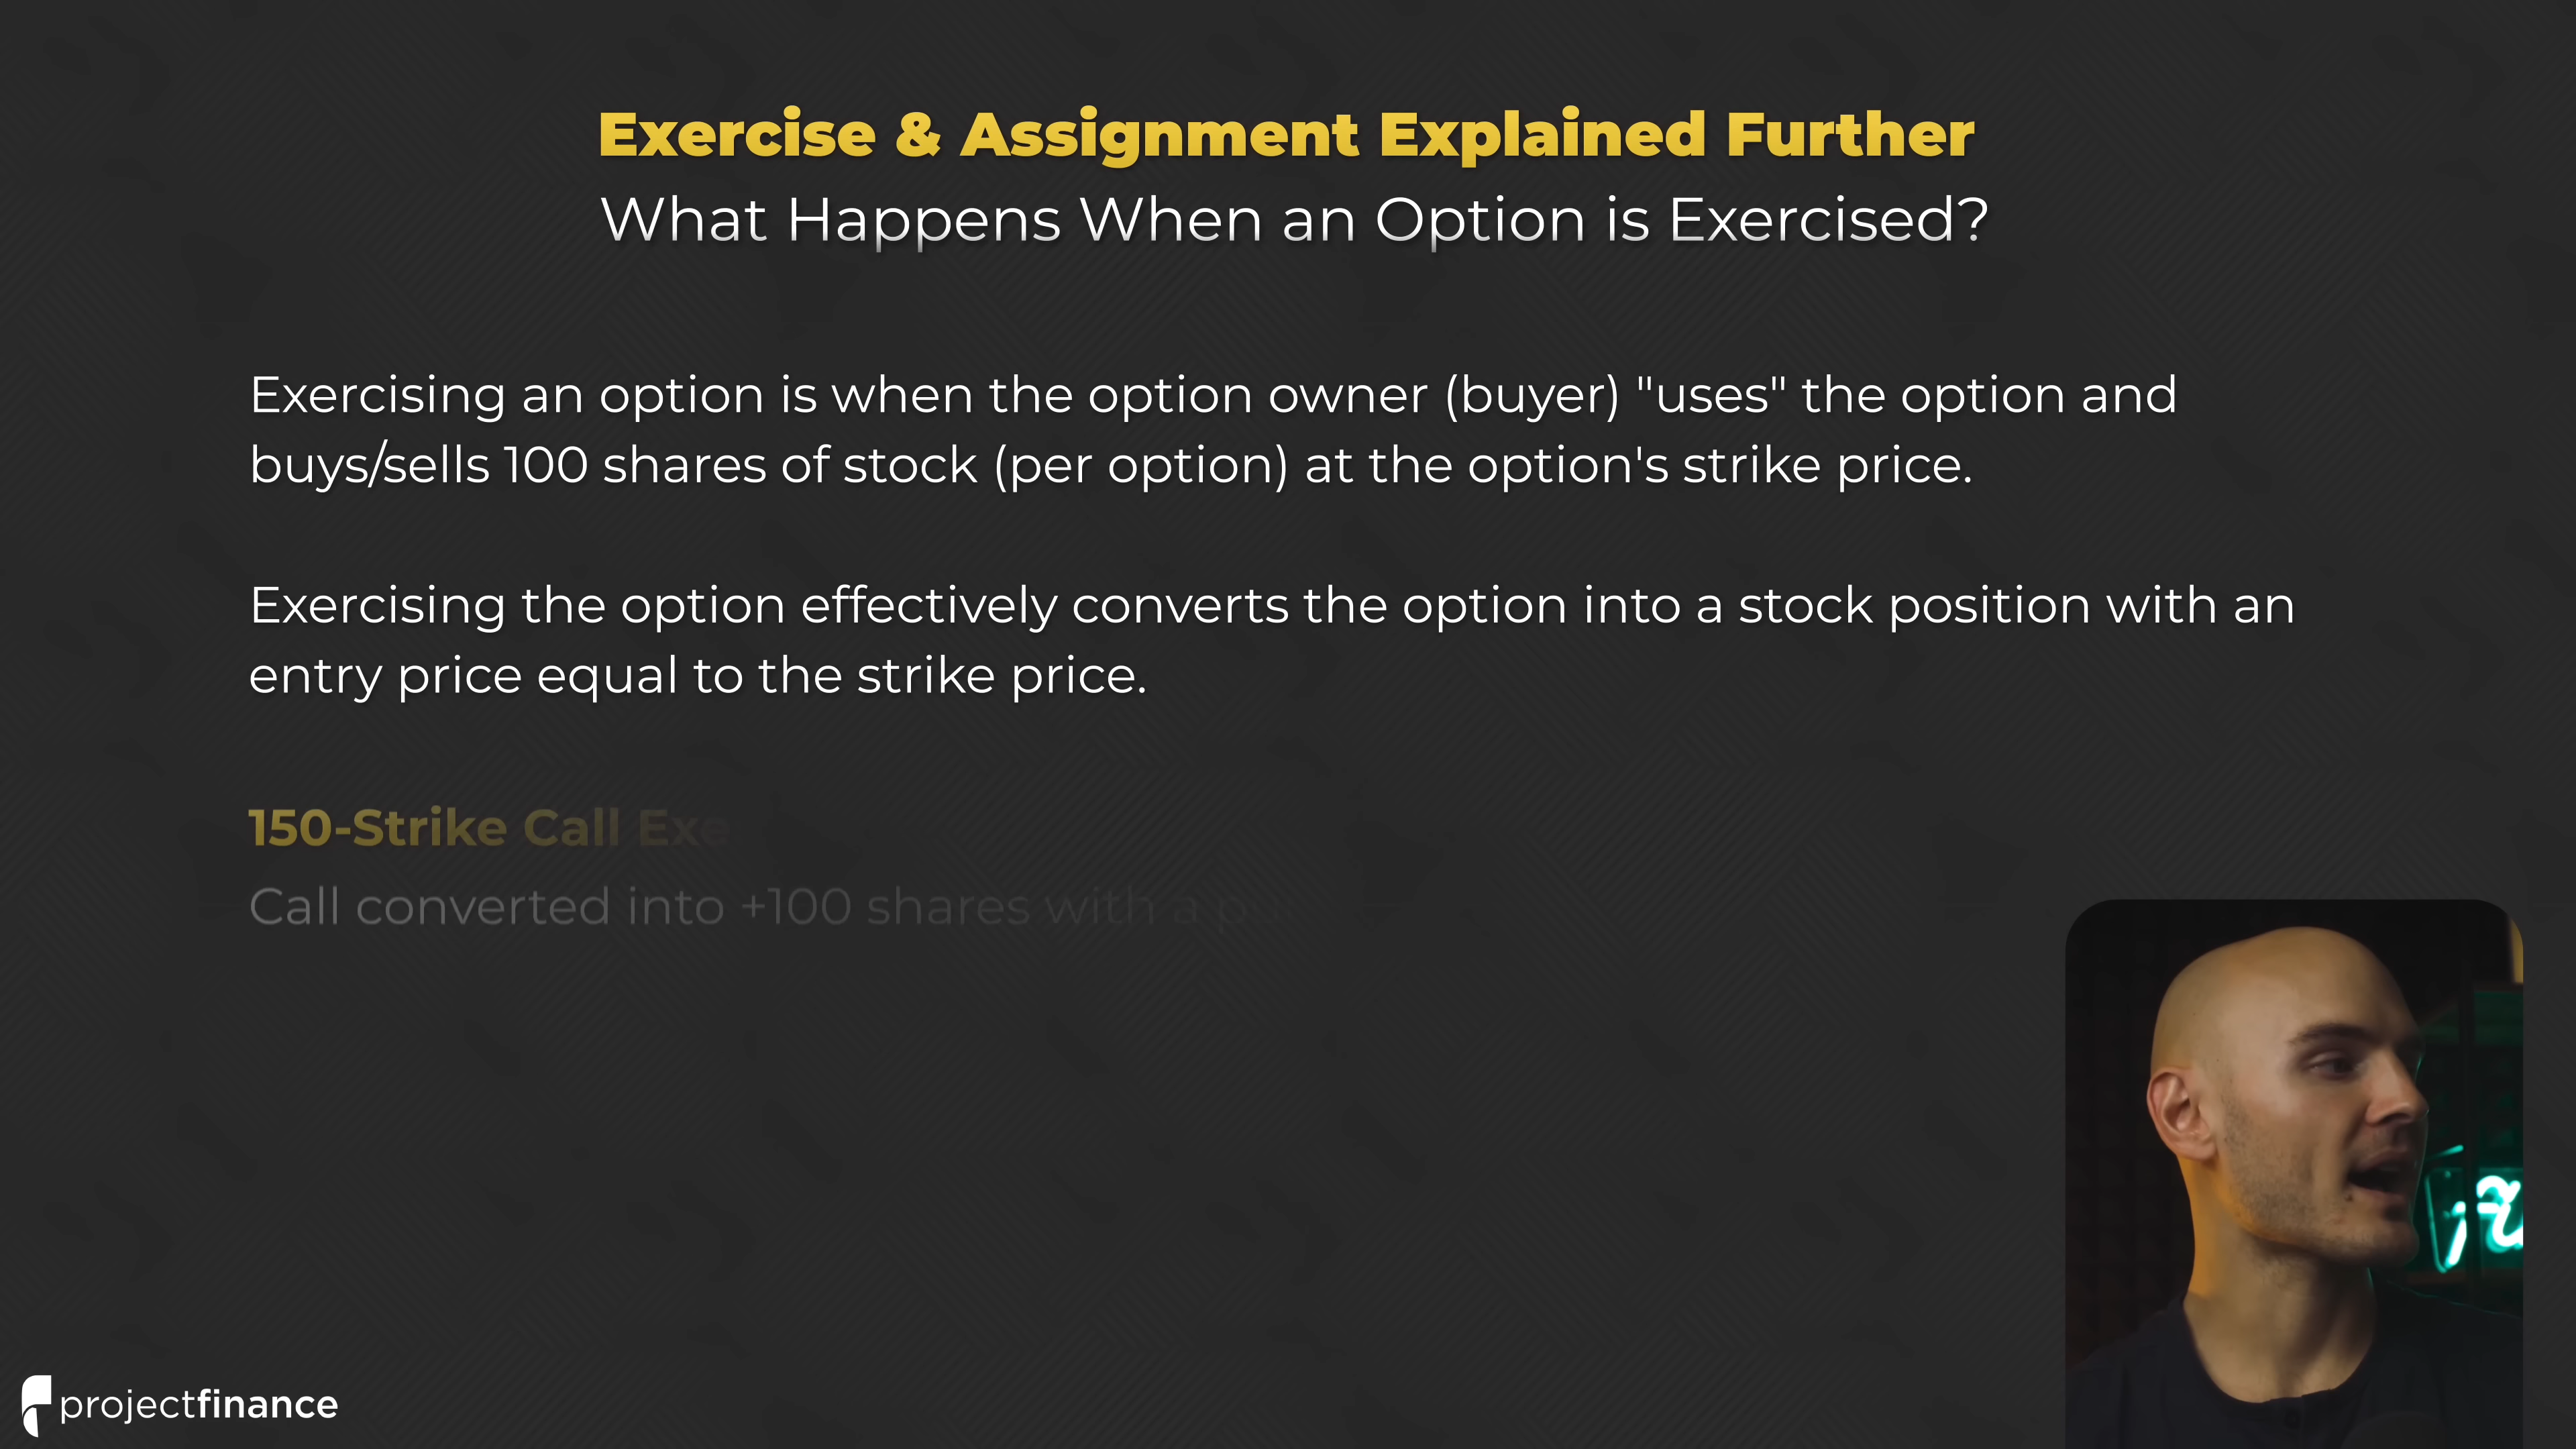 Exercise & Assignment Explained Further
What Happens When an Option is Exercised?
Exercising an option is when the option owner (buyer) "uses" the option and
buys/sells 100 shares of stock (per option) at the option's strike price.
Exercising the option effectively converts the option into a stock position with an
entry price equal to the strike price.
150-Strike Call Exe
Call converted into +100 shares with a
projectfinance